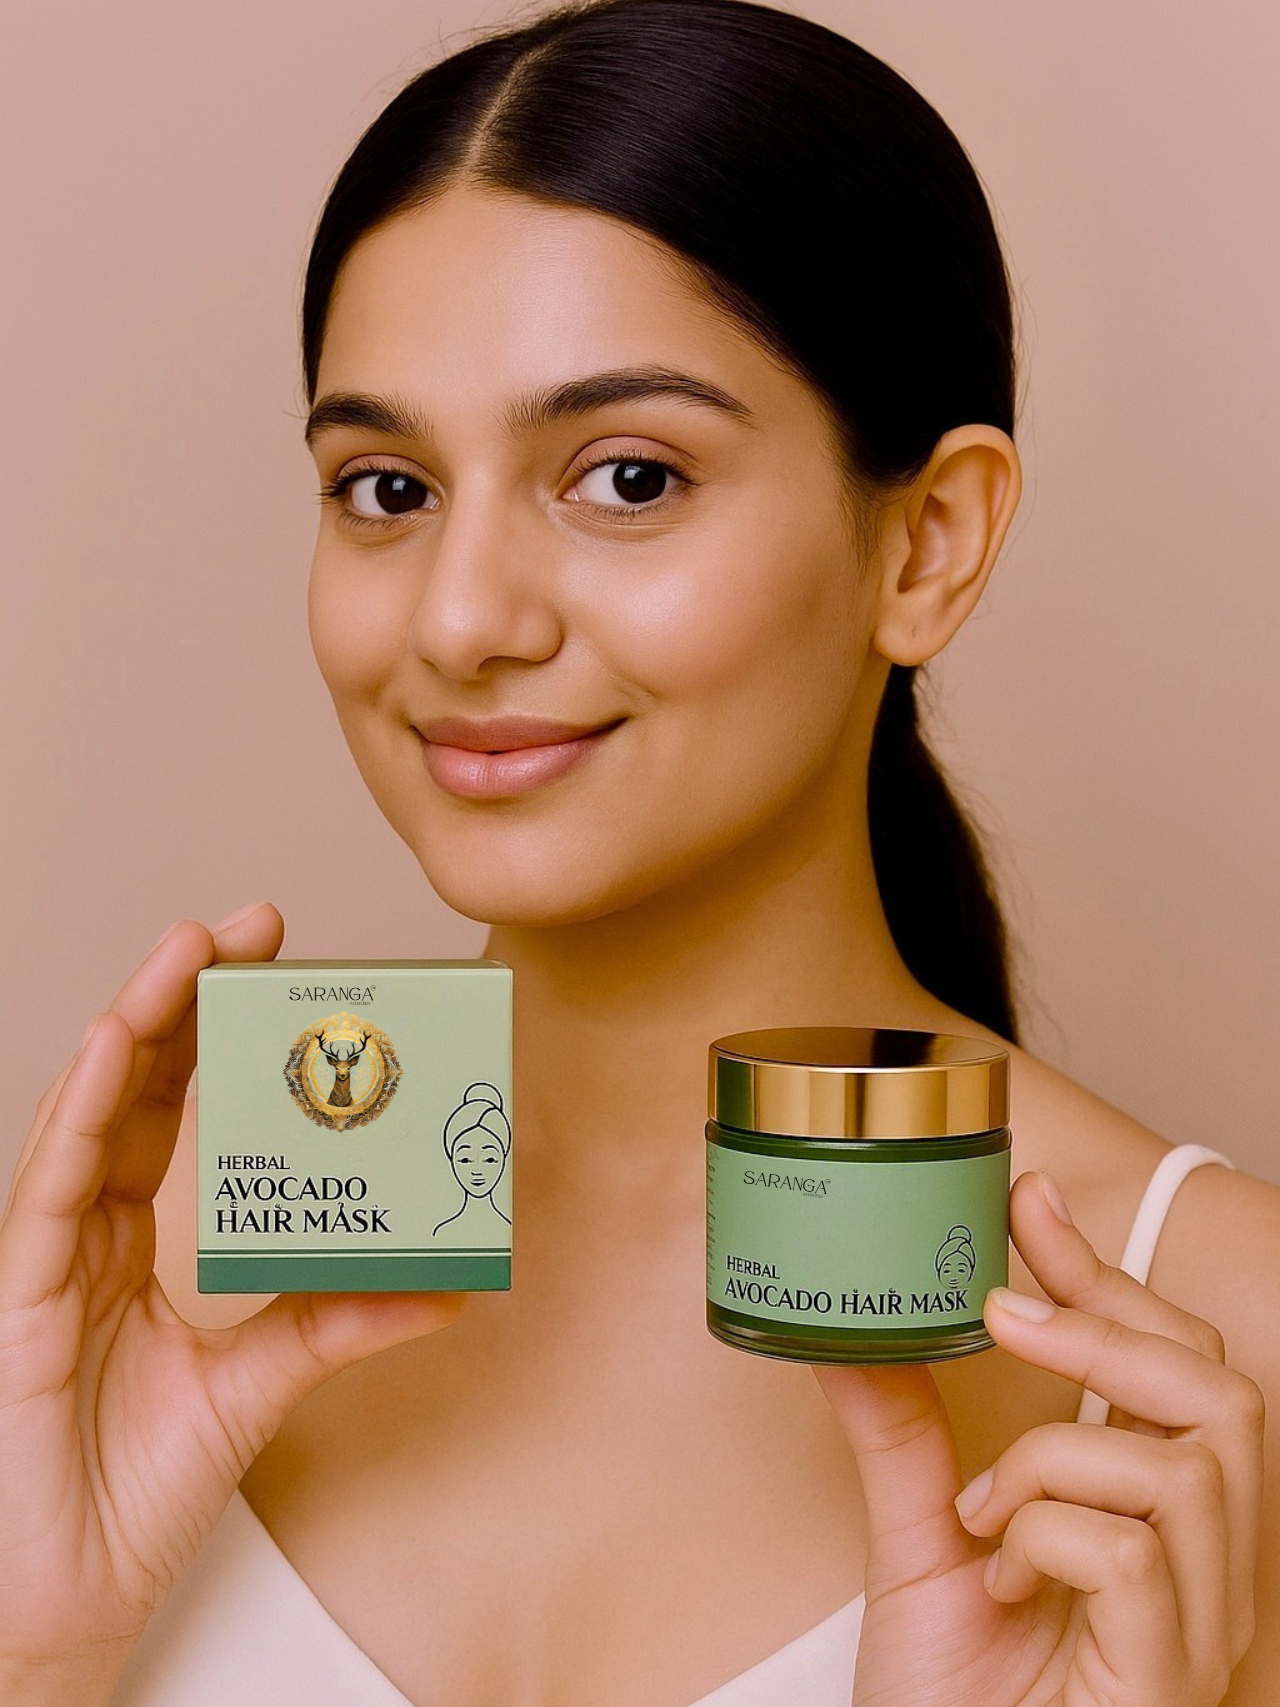 SARANGA
HERBAL
AVOCADO
HAIR MASK
SARANGA
HERBAL
AVOCADO HAIR MASK